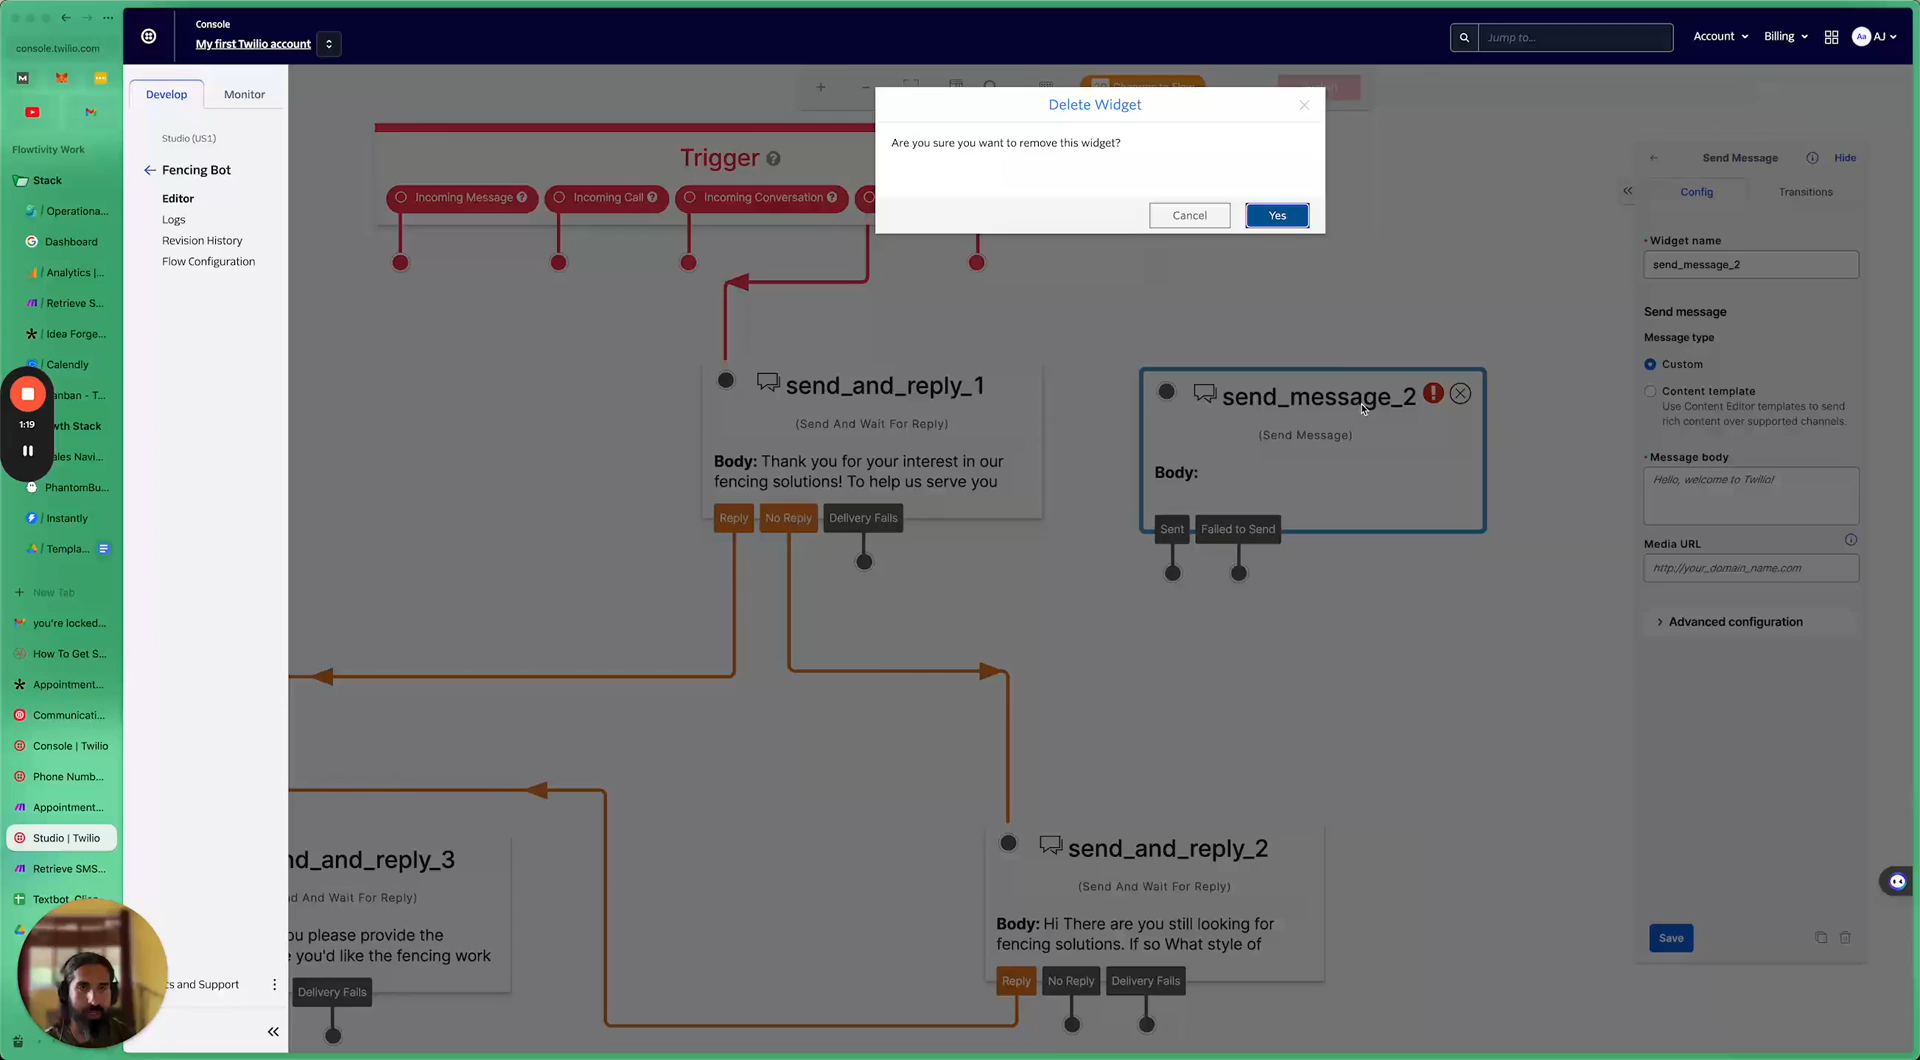 console.twilio.com
Flowtivity Work
Stack
/ Operationa...
Dashboard
/ Analytics |...
/ Retrieve S...
/ Idea Forge...
/ Calendly
anban - T...
wth Stack
ales Navi...
PhantomBu...
Instantly
/ Templa...
New Tab
you're locked...
How To Get S...
Appointment...
Communicati...
Console | Twilio
Phone Numb...
Appointment...
Studio | Twilio
Retrieve SMS...
Textbot
1:19
Console
My first Twilio account
Jump to...
Account
Billing
Aa
AJ
Develop
Monitor
Studio (US1)
Fencing Bot
Editor
Logs
Revision History
Flow Configuration
s and Support
Delete Widget
Are you sure you want to remove this widget?
Cancel
Yes
Trigger
Incoming Message
Incoming Call
Incoming Conversation
send_and_reply_1
(Send And Wait For Reply)
Body: Thank you for your interest in our
fencing solutions! To help us serve you
Reply
No Reply
Delivery Fails
send_message_2
(Send Message)
Body:
Sent
Failed to Send
nd_and_reply_3
d And Wait For Reply)
ou please provide the
e you'd like the fencing work
Delivery Fails
send_and_reply_2
(Send And Wait For Reply)
Body: Hi There are you still looking for
fencing solutions. If so What style of
Reply
No Reply
Delivery Fails
Send Message
Hide
Config
Transitions
Widget name
send_message_2
Send message
Message type
Custom
Content template
Use Content Editor templates to send
rich content over supported channels.
Message body
Hello, welcome to Twilio!
Media URL
http://your_domain_name.com
Advanced configuration
Save